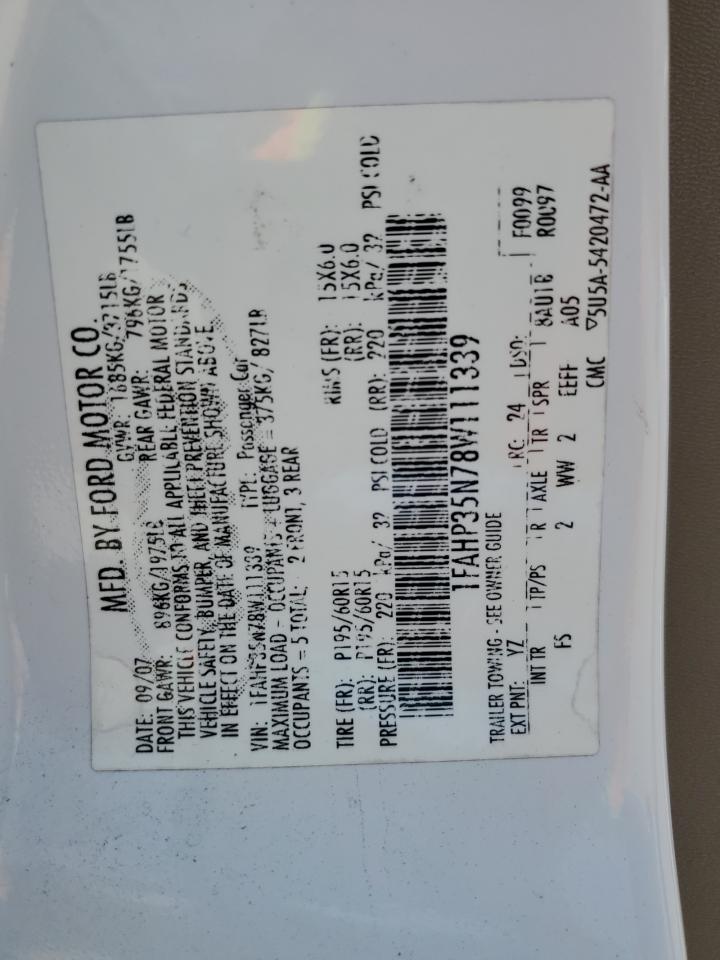 MFD. BY FORD MOTOR CO.
DATE: 09/07 GVWR: 1685KG/3715LB
FRONT GAWR: 896KG/1975LB REAR GAWR: 796KG/1755LB
THIS VEHICLE CONFORMS TO ALL APPLICABLE FEDERAL MOTOR
VEHICLE SAFETY, BUMPER, AND THEFT PREVENTION STANDARDS
IN EFFECT ON THE DATE OF MANUFACTURE SHOWN ABOVE.
VIN: 1FAHP35N78W111339 TYPE: Passenger Car
MAXIMUM LOAD = OCCUPANTS + LUGGAGE = 375KG/ 827LB
OCCUPANTS = 5 TOTAL: 2 FRONT, 3 REAR
TIRE (FR): P195/60R15 RIMS (FR): 15X6.0
(RR): P195/60R15 (RR): 15X6.0
PRESSURE (FR): 220 kPa/ 32 PSI COLD (RR): 220 kPa/ 32 PSI COLD
1FAHP35N78W111339
TRAILER TOWING - SEE OWNER GUIDE
EXT PNT: YZ RC: 24 DSO: F0099
INT TR TP/PS R AXLE TR SPR R0097
FS 2 WW 2 EEFF A05
CMC ▽5U5A-5420472-AA